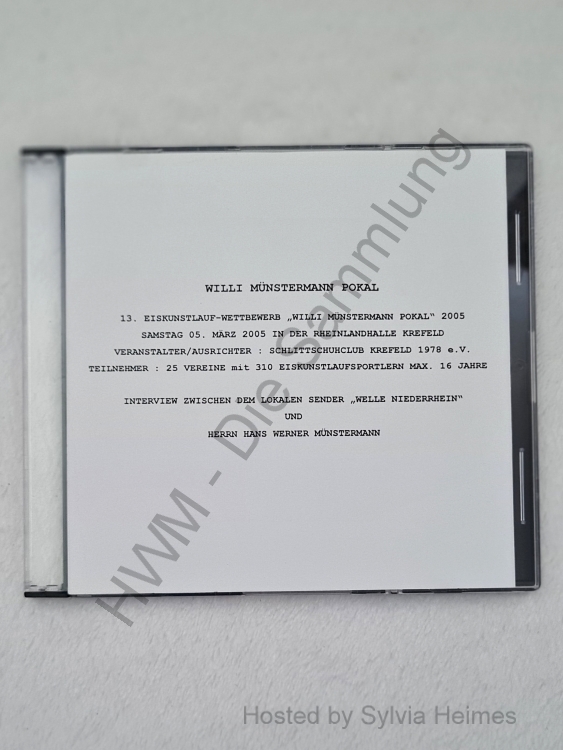 WILLI MÜNSTERMANN POKAL
13. EISKUNSTLAUF-WETTBEWERB „WILLI MÜNSTERMANN POKAL“ 2005
SAMSTAG 05. MÄRZ 2005 IN DER RHEINLANDHALLE KREFELD
VERANSTALTER/AUSRICHTER : SCHLITTSCHUHCLUB KREFELD 1978 e.V.
TEILNEHMER : 25 VEREINE mit 310 EISKUNSTLAUFSPORTLERN MAX. 16 JAHRE
INTERVIEW ZWISCHEN DEM LOKALEN SENDER „WELLE NIEDERRHEIN“
UND
HERRN HANS WERNER MÜNSTERMANN
HWM - Die Sammlung
Hosted by Sylvia Heimes